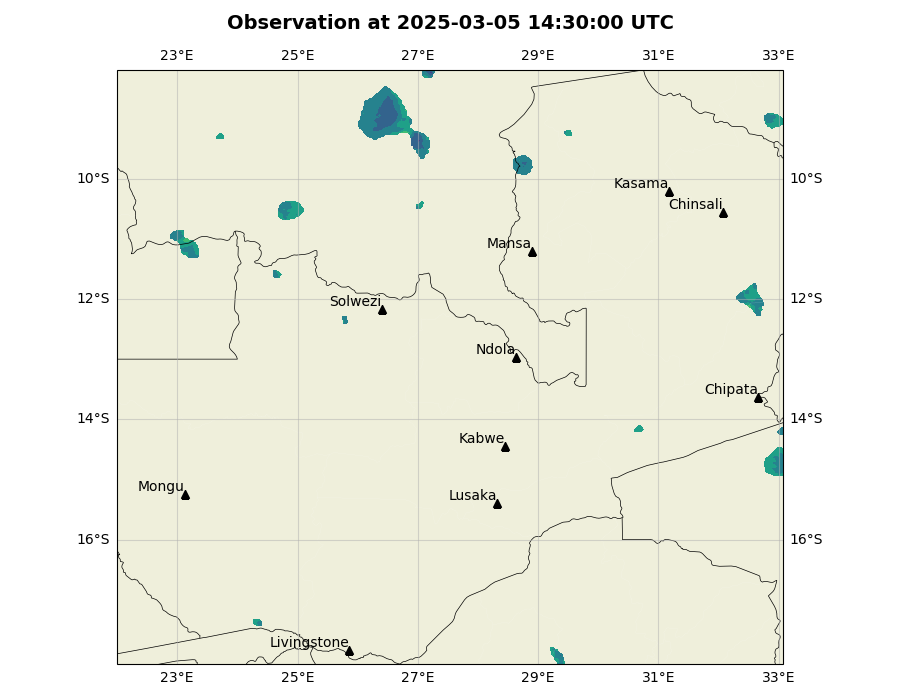 Observation at 2025-03-05 14:30:00 UTC
23°E 25°E 27°E 29°E 31°E 33°E
10°S 10°S
Kasama
Chinsali
Mansa
12°S 12°S
Solwezi
Ndola
Chipata
14°S 14°S
Kabwe
Mongu
Lusaka
16°S 16°S
Livingstone
23°E 25°E 27°E 29°E 31°E 33°E